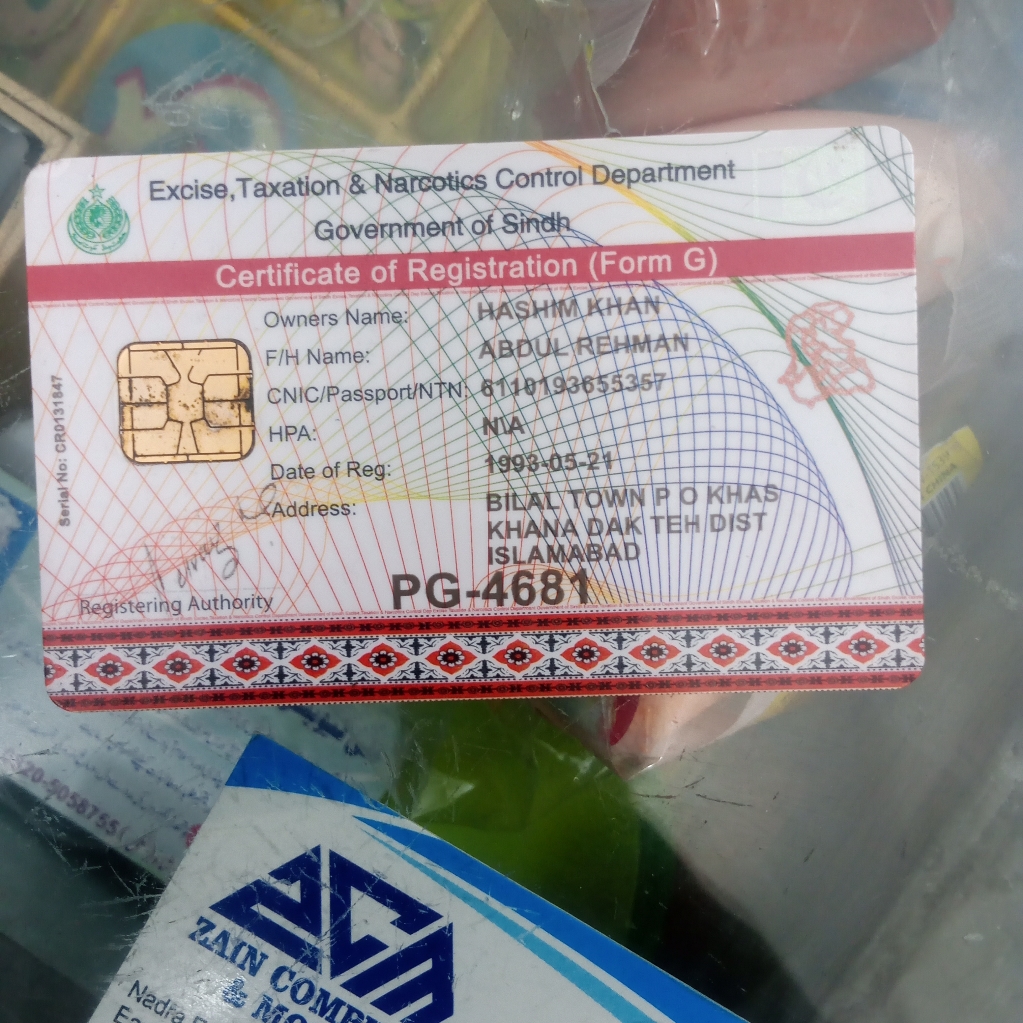 Excise,Taxation & Narcotics Control Department
Government of Sindh
Certificate of Registration (Form G)
Owners Name: HASHIM KHAN
F/H Name: ABDUL REHMAN
CNIC/Passport/NTN: 6110193655357
HPA: N\A
Date of Reg: 1993-05-21
Address: BILAL TOWN P O KHAS
KHANA DAK TEH DIST
ISLAMABAD
PG-4681
Registering Authority
Serial No: CR0131847
CHINA
ZAIN
&
Nadra